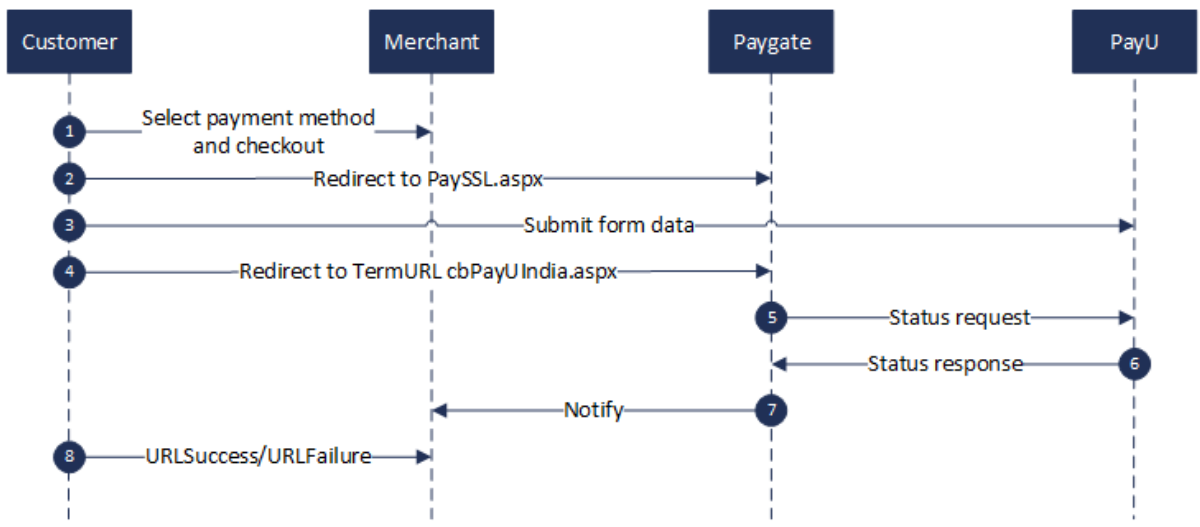 Customer
Merchant
Paygate
PayU
1
Select payment method
and checkout
2
Redirect to PaySSL.aspx
3
Submit form data
4
Redirect to TermURL cbPayUIndia.aspx
5
Status request
Status response
6
Notify
7
8
URLSuccess/URLFailure